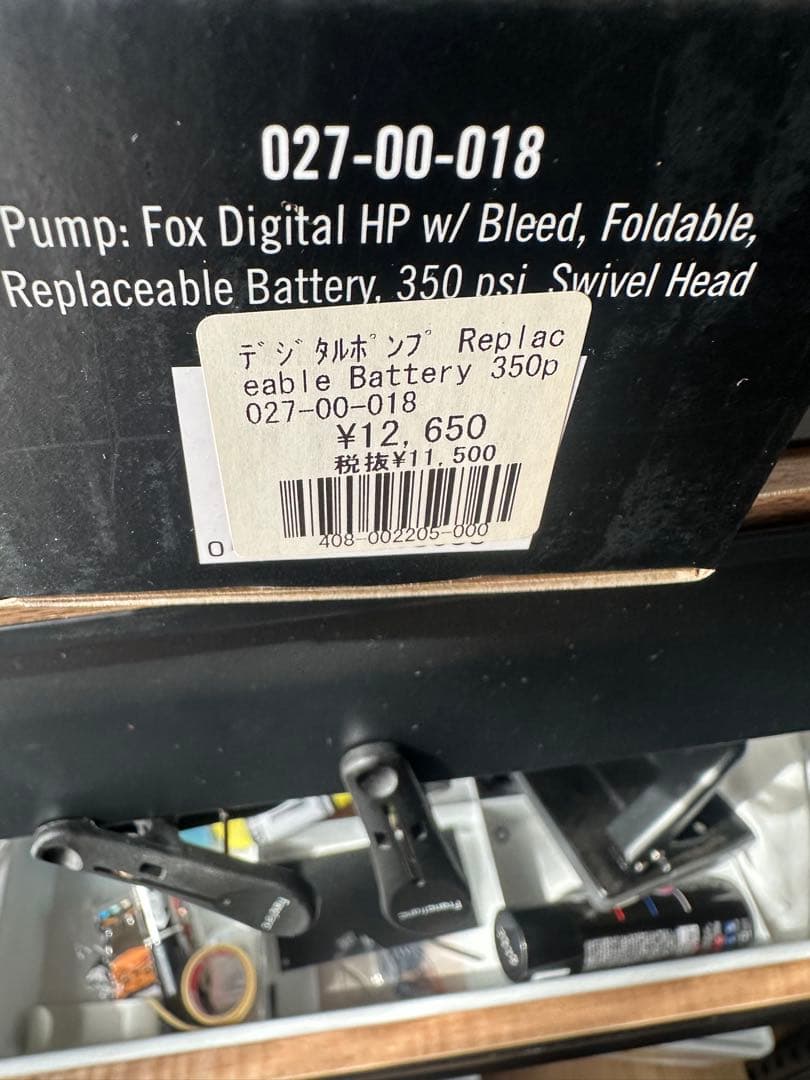 027-00-018
Pump: Fox Digital HP w/ Bleed, Foldable,
Replaceable Battery, 350 psi Swivel Head
デジタルポンプ Replac
eable Battery 350p
027-00-018
¥12,650
税抜¥11,500
408-002205-000
0